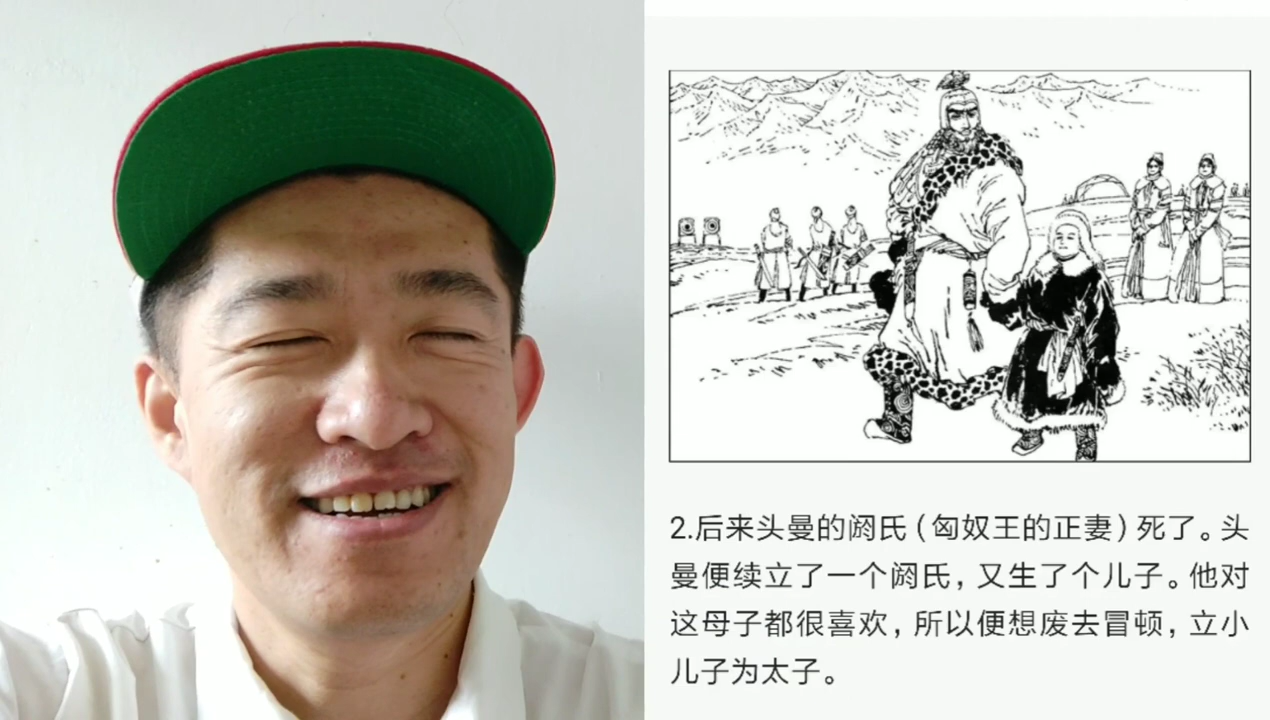 2.后来头曼的阏氏（匈奴王的正妻）死了。头
曼便续立了一个阏氏，又生了个儿子。他对
这母子都很喜欢，所以便想废去冒顿，立小
儿子为太子。